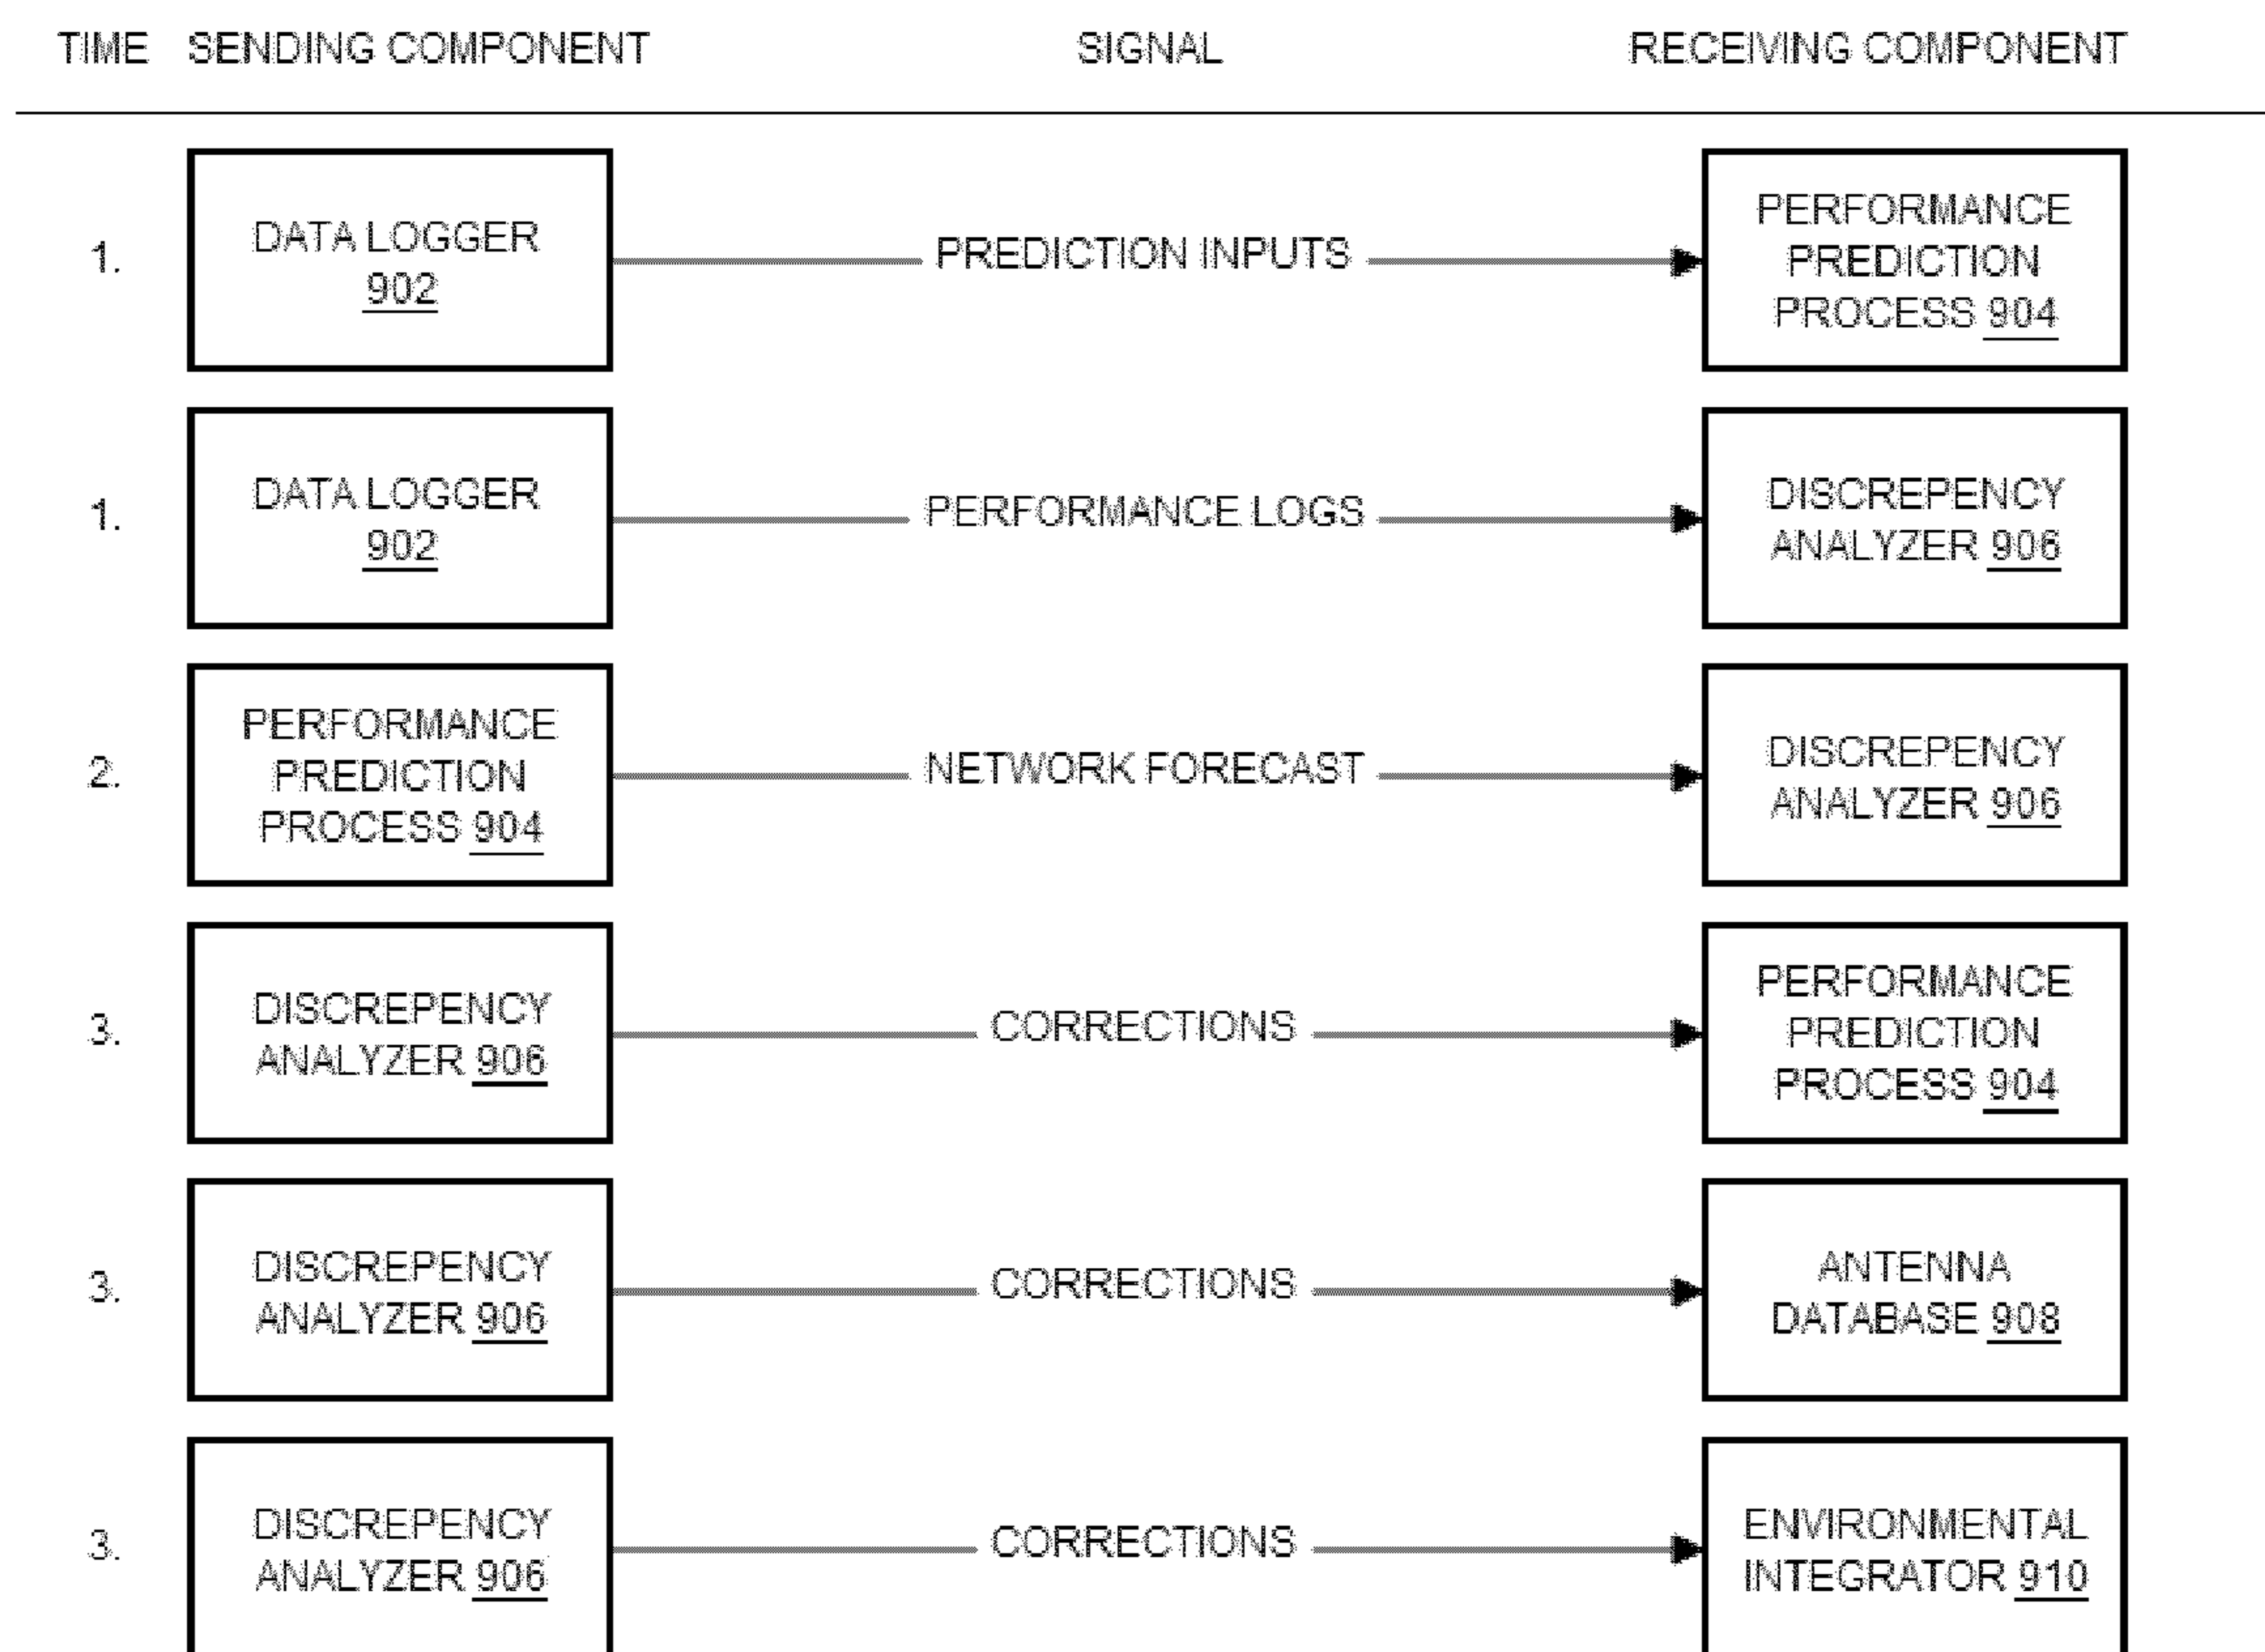 TIME SENDING COMPONENT SIGNAL RECEIVING COMPONENT
1.
DATA LOGGER
902
PREDICTION INPUTS
PERFORMANCE
PREDICTION
PROCESS 904
1.
DATA LOGGER
902
PERFORMANCE LOGS
DISCREPENCY
ANALYZER 906
2.
PERFORMANCE
PREDICTION
PROCESS 904
NETWORK FORECAST
DISCREPENCY
ANALYZER 906
3.
DISCREPENCY
ANALYZER 906
CORRECTIONS
PERFORMANCE
PREDICTION
PROCESS 904
3.
DISCREPENCY
ANALYZER 906
CORRECTIONS
ANTENNA
DATABASE 908
3.
DISCREPENCY
ANALYZER 906
CORRECTIONS
ENVIRONMENTAL
INTEGRATOR 910